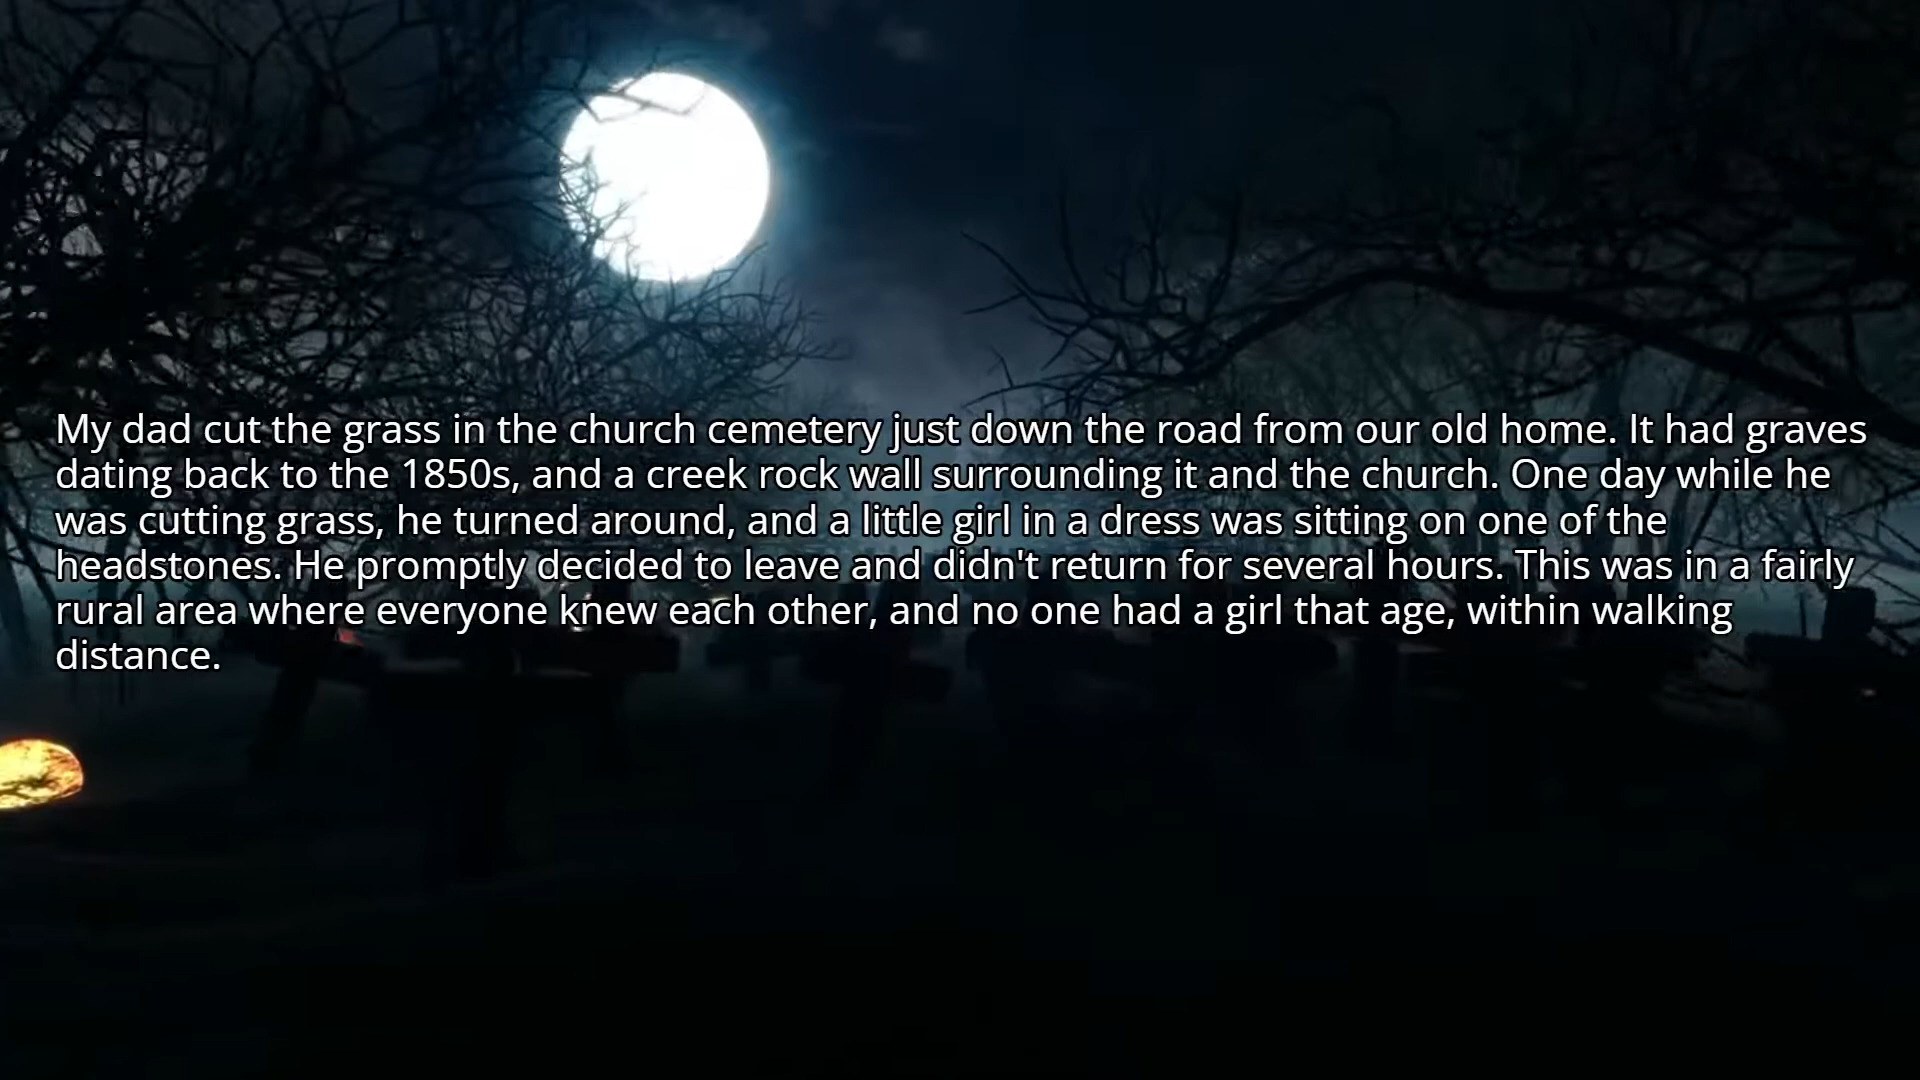 My dad cut the grass in the church cemetery just down the road from our old home. It had graves
dating back to the 1850s, and a creek rock wall surrounding it and the church. One day while he
was cutting grass, he turned around, and a little girl in a dress was sitting on one of the
headstones. He promptly decided to leave and didn't return for several hours. This was in a fairly
rural area where everyone knew each other, and no one had a girl that age, within walking
distance.